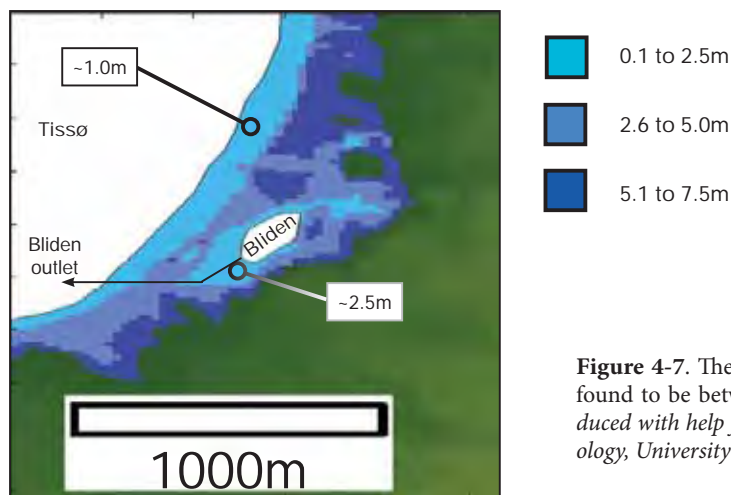 ~1.0m
Tissø
Bliden
Bliden
outlet
~2.5m
1000m
0.1 to 2.5m
2.6 to 5.0m
5.1 to 7.5m
Figure 4-7. The
found to be betw
duced with help
ology, University